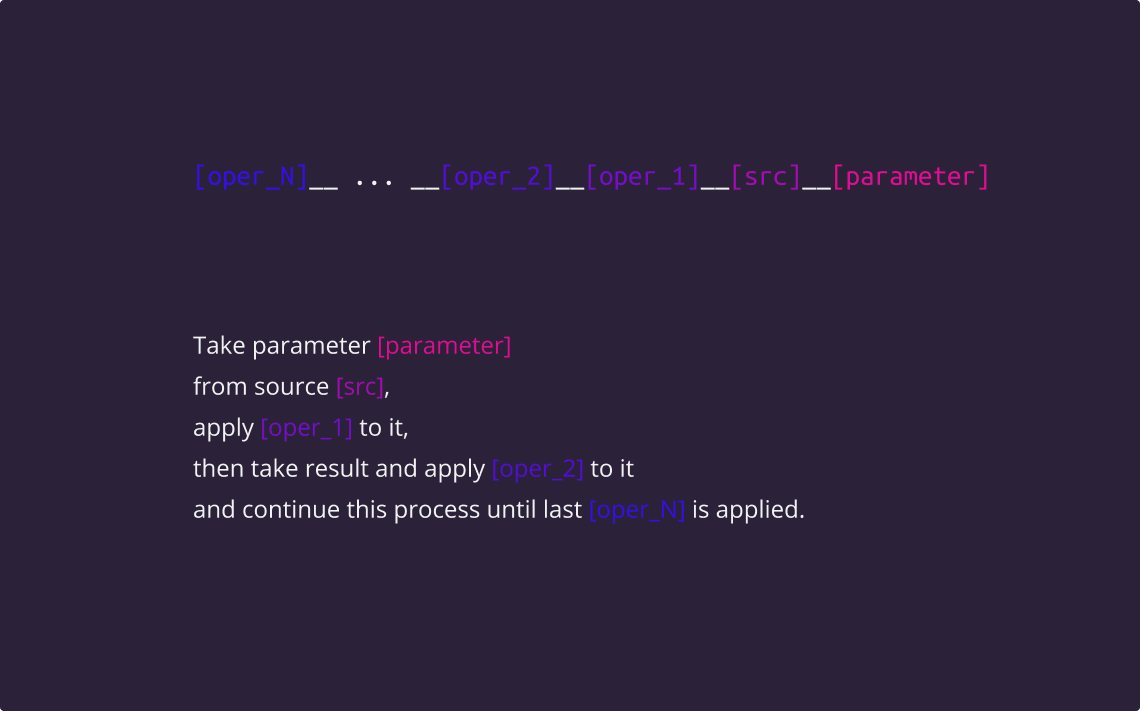 [oper_N]__ ... __[oper_2]__[oper_1]__[src]__[parameter]
Take parameter [parameter]
from source [src],
apply [oper_1] to it,
then take result and apply [oper_2] to it
and continue this process until last [oper_N] is applied.